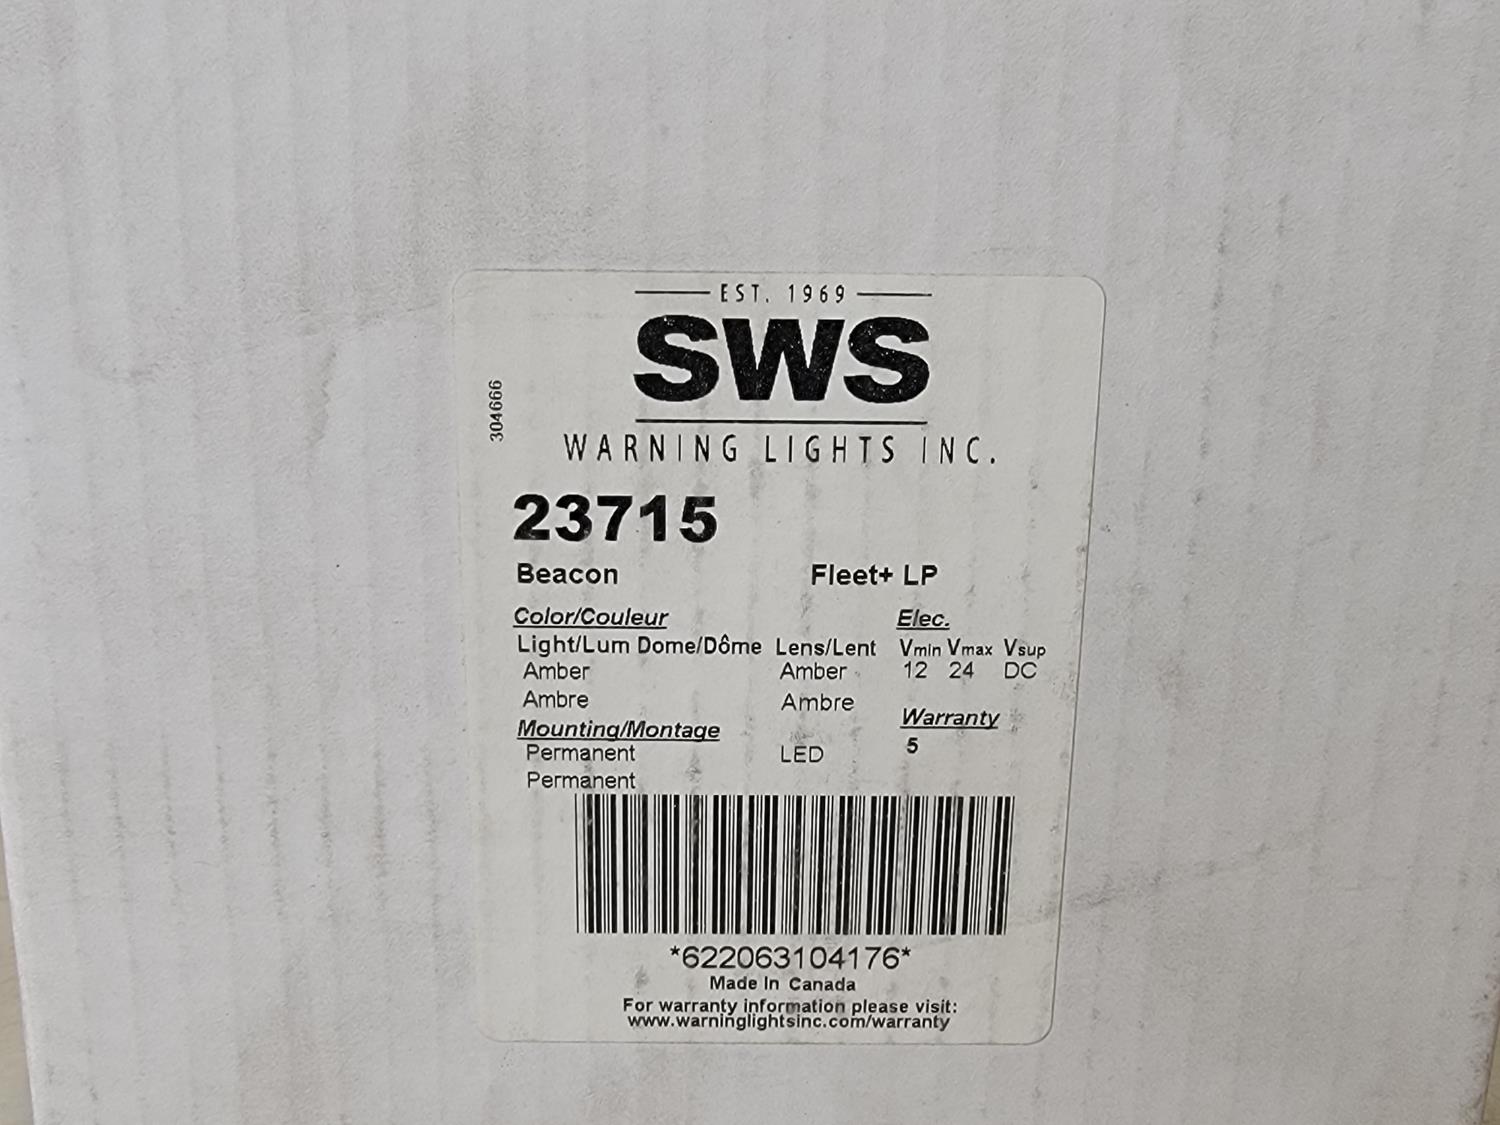 EST. 1969
SWS
WARNING LIGHTS INC.
304666
23715
Beacon Fleet+ LP
Color/Couleur Elec.
Light/Lum Dome/Dôme Lens/Lent Vmin Vmax Vsup
Amber Amber 12 24 DC
Ambre Ambre
Mounting/Montage Warranty
Permanent LED 5
Permanent
*622063104176*
Made In Canada
For warranty information please visit:
www.warninglightsinc.com/warranty